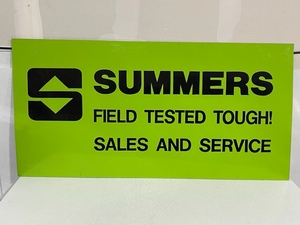 SUMMERS
FIELD TESTED TOUGH!
SALES AND SERVICE